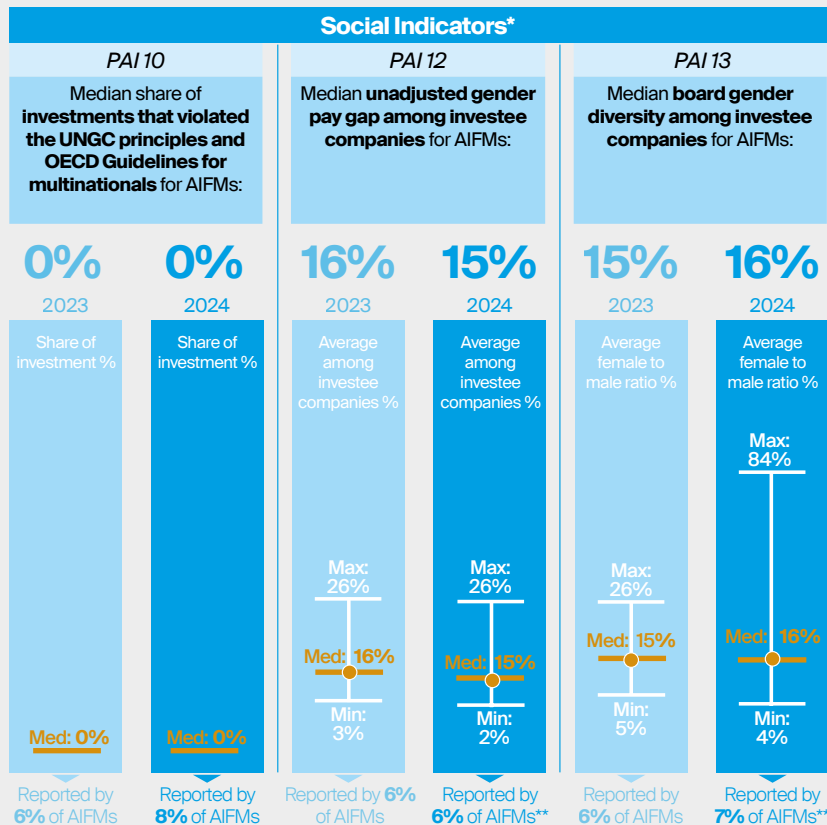 Social Indicators*
PAI 10
Median share of
investments that violated
the UNGC principles and
OECD Guidelines for
multinationals for AIFMs:
0%
2023
0%
2024
Share of
investment %
Share of
investment %
Med: 0%
Med: 0%
Reported by
6% of AIFMs
Reported by
8% of AIFMs
PAI 12
Median unadjusted gender
pay gap among investee
companies for AIFMs:
16%
2023
15%
2024
Average
among
investee
companies %
Average
among
investee
companies %
Max:
26%
Med: 16%
Min:
3%
Max:
26%
Med: 15%
Min:
2%
Reported by 6%
of AIFMs
Reported by
6% of AIFMs**
PAI 13
Median board gender
diversity among investee
companies for AIFMs:
15%
2023
16%
2024
Average
female to
male ratio %
Average
female to
male ratio %
Max:
26%
Med: 15%
Min:
5%
Max:
84%
Med: 16%
Min:
4%
Reported by
6% of AIFMs
Reported by
7% of AIFMs**